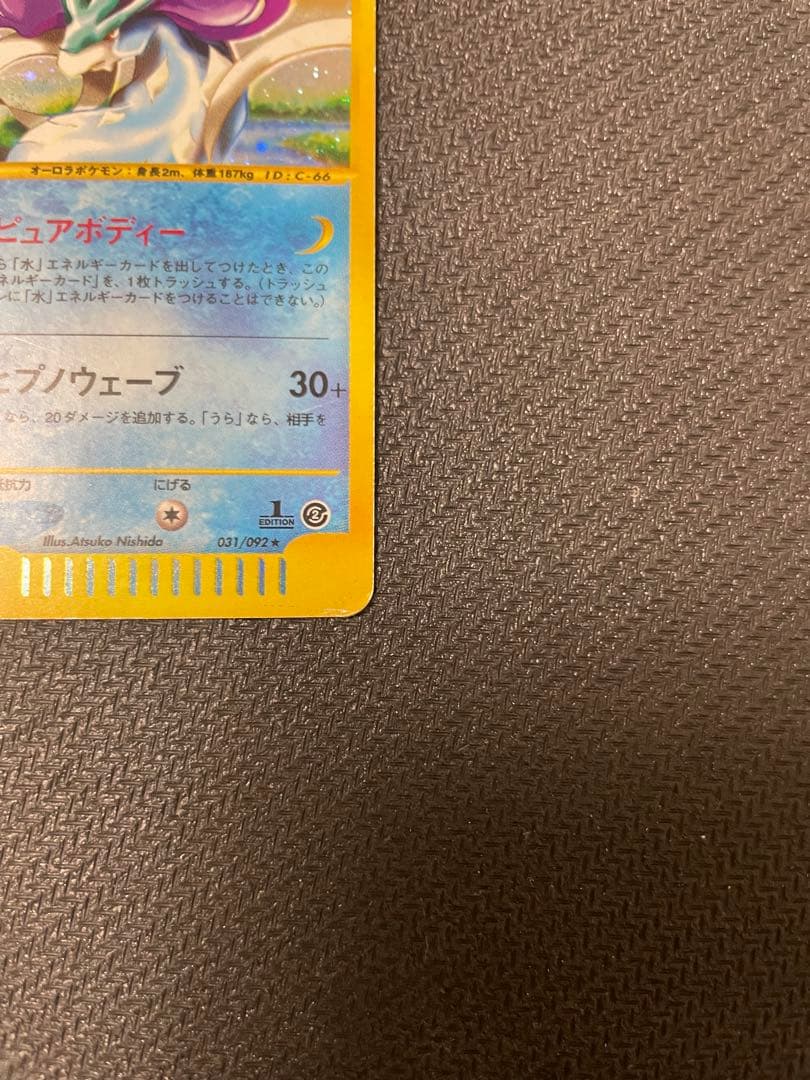 オーロラポケモン：身長2m、体重187kg ID：C-66
ピュアボディー
ら「水」エネルギーカードを出してつけたとき、この
ネルギーカード」を、1枚トラッシュする。（トラッシュ
ンに「水」エネルギーカードをつけることはできない。）
ヒプノウェーブ 30+
なら、20ダメージを追加する。「うら」なら、相手を
抵抗力 にげる
1 EDITION 2
Illus.Atsuko Nishida 031/092★